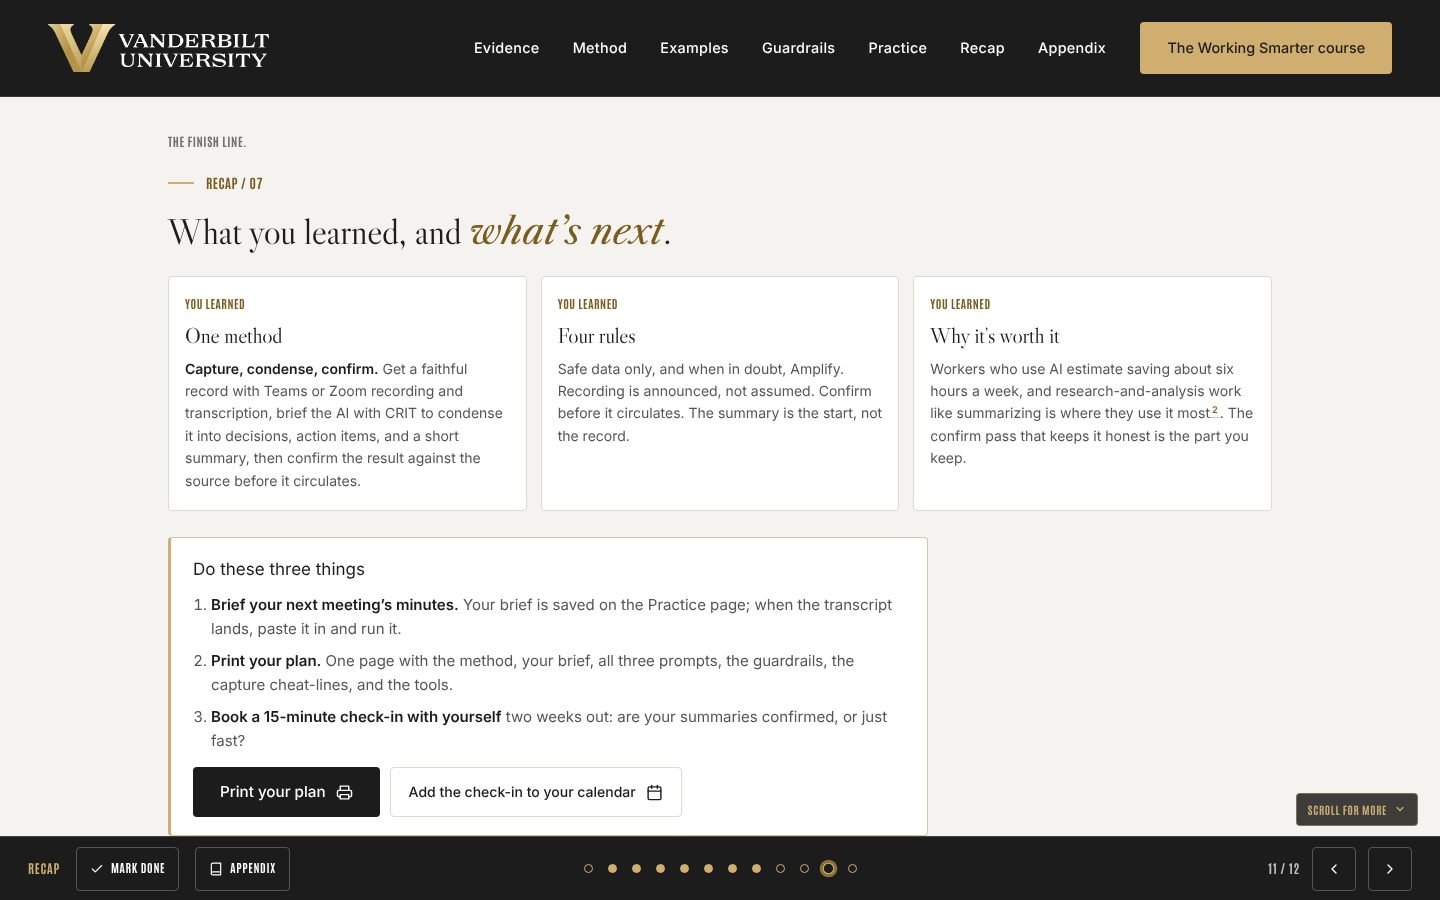 VANDERBILT
UNIVERSITY
Evidence
Method
Examples
Guardrails
Practice
Recap
Appendix
The Working Smarter course
THE FINISH LINE.
RECAP / 07
What you learned, and what's next.
YOU LEARNED
One method
Capture, condense, confirm. Get a faithful
record with Teams or Zoom recording and
transcription, brief the AI with CRIT to condense
it into decisions, action items, and a short
summary, then confirm the result against the
source before it circulates.
YOU LEARNED
Four rules
Safe data only, and when in doubt, Amplify.
Recording is announced, not assumed. Confirm
before it circulates. The summary is the start, not
the record.
YOU LEARNED
Why it's worth it
Workers who use AI estimate saving about six
hours a week, and research-and-analysis work
like summarizing is where they use it most². The
confirm pass that keeps it honest is the part you
keep.
Do these three things
1. Brief your next meeting's minutes. Your brief is saved on the Practice page; when the transcript
lands, paste it in and run it.
2. Print your plan. One page with the method, your brief, all three prompts, the guardrails, the
capture cheat-lines, and the tools.
3. Book a 15-minute check-in with yourself two weeks out: are your summaries confirmed, or just
fast?
Print your plan
Add the check-in to your calendar
SCROLL FOR MORE
RECAP
MARK DONE
APPENDIX
11 / 12